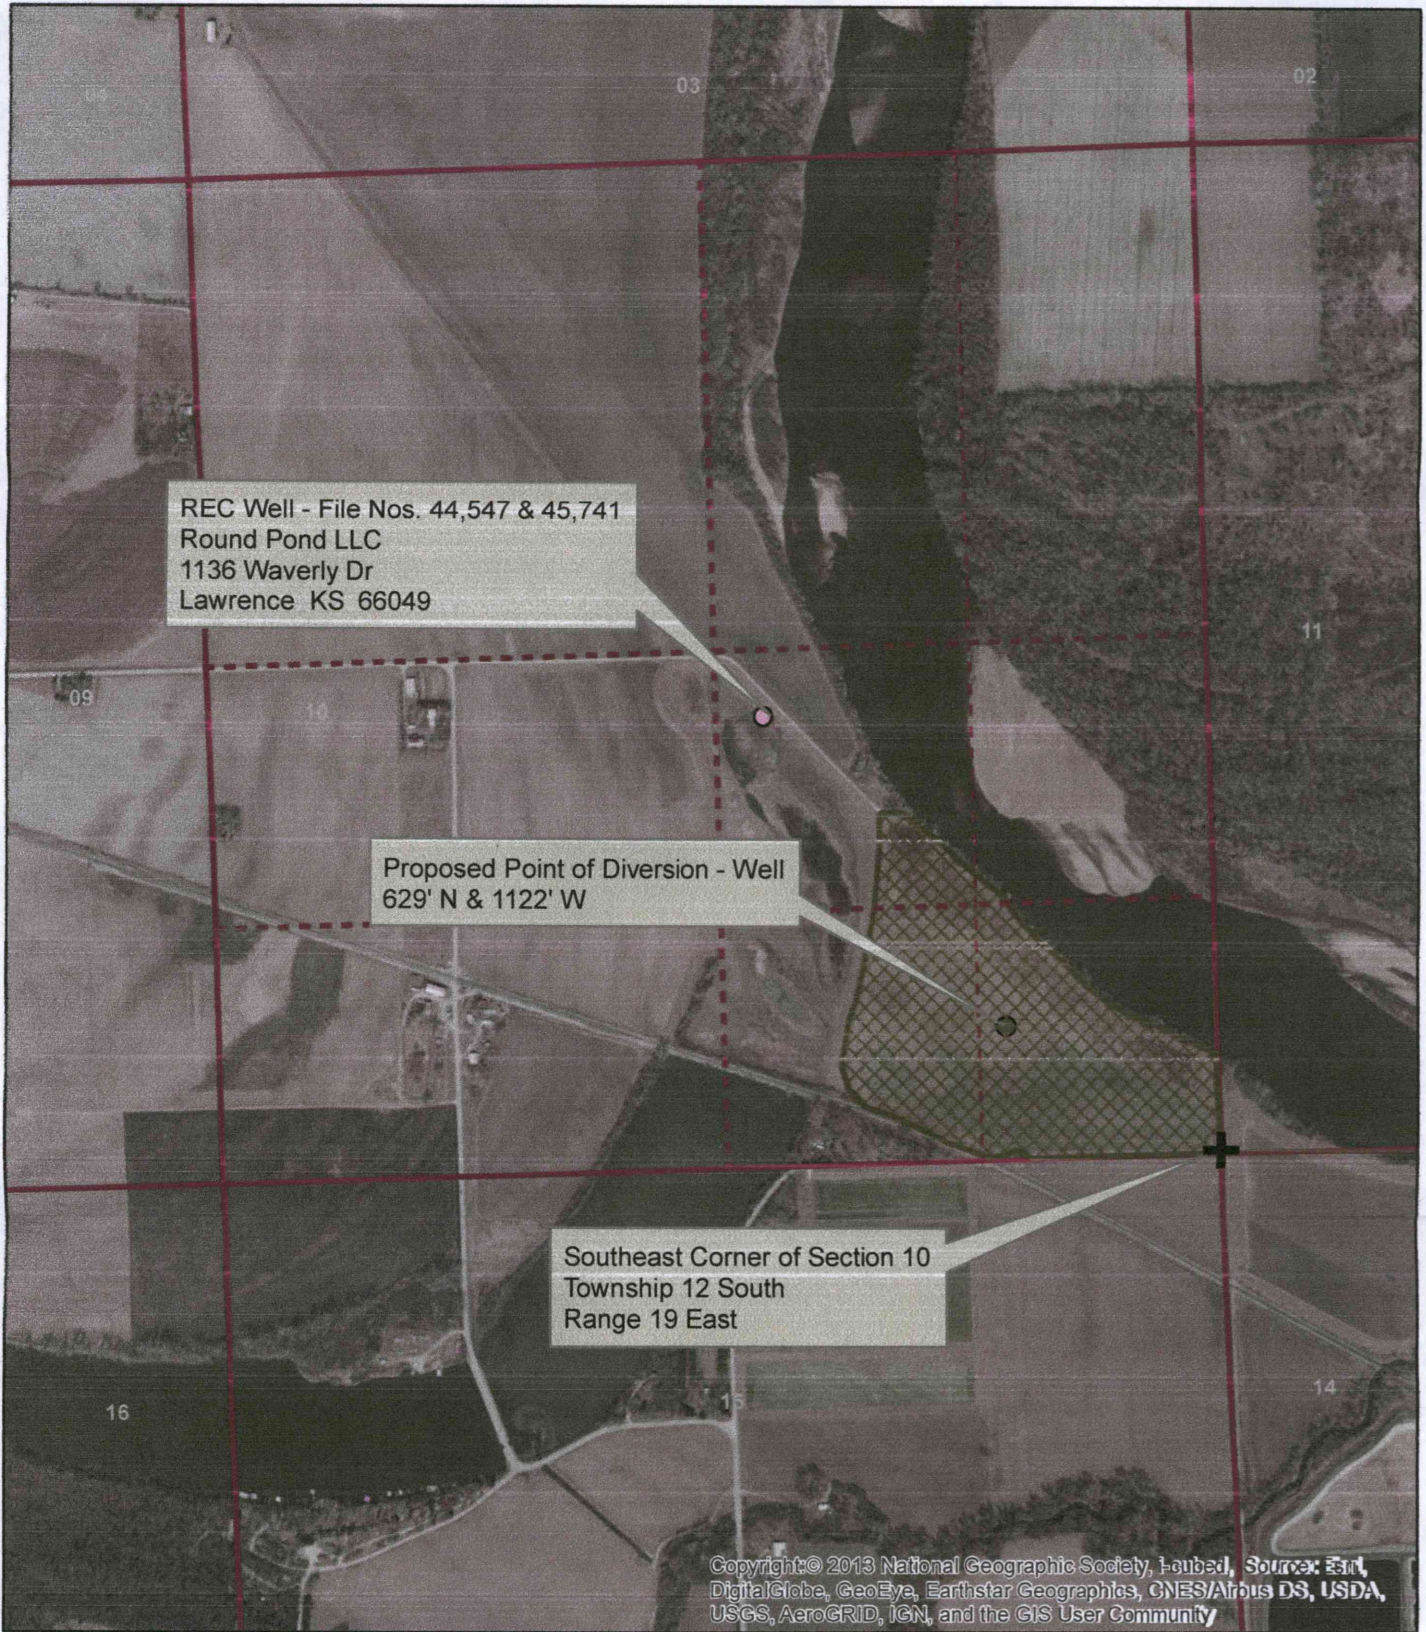 04
03
02
REC Well - File Nos. 44,547 & 45,741
Round Pond LLC
1136 Waverly Dr
Lawrence KS 66049
11
09
10
Proposed Point of Diversion - Well
629' N & 1122' W
Southeast Corner of Section 10
Township 12 South
Range 19 East
16
15
14
Copyright:© 2013 National Geographic Society, i-cubed, Source: Esri,
DigitalGlobe, GeoEye, Earthstar Geographics, CNES/Airbus DS, USDA,
USGS, AeroGRID, IGN, and the GIS User Community